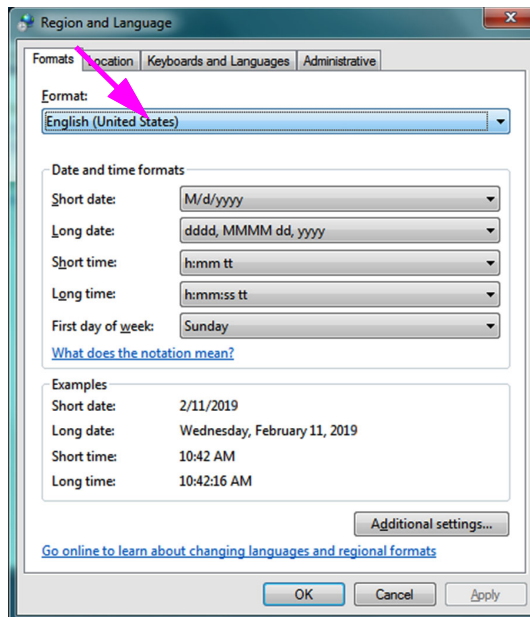 Region and Language
Formats Location Keyboards and Languages Administrative
Format:
English (United States)
Date and time formats
Short date: M/d/yyyy
Long date: dddd, MMMM dd, yyyy
Short time: h:mm tt
Long time: h:mm:ss tt
First day of week: Sunday
What does the notation mean?
Examples
Short date: 2/11/2019
Long date: Wednesday, February 11, 2019
Short time: 10:42 AM
Long time: 10:42:16 AM
Additional settings...
Go online to learn about changing languages and regional formats
OK Cancel Apply